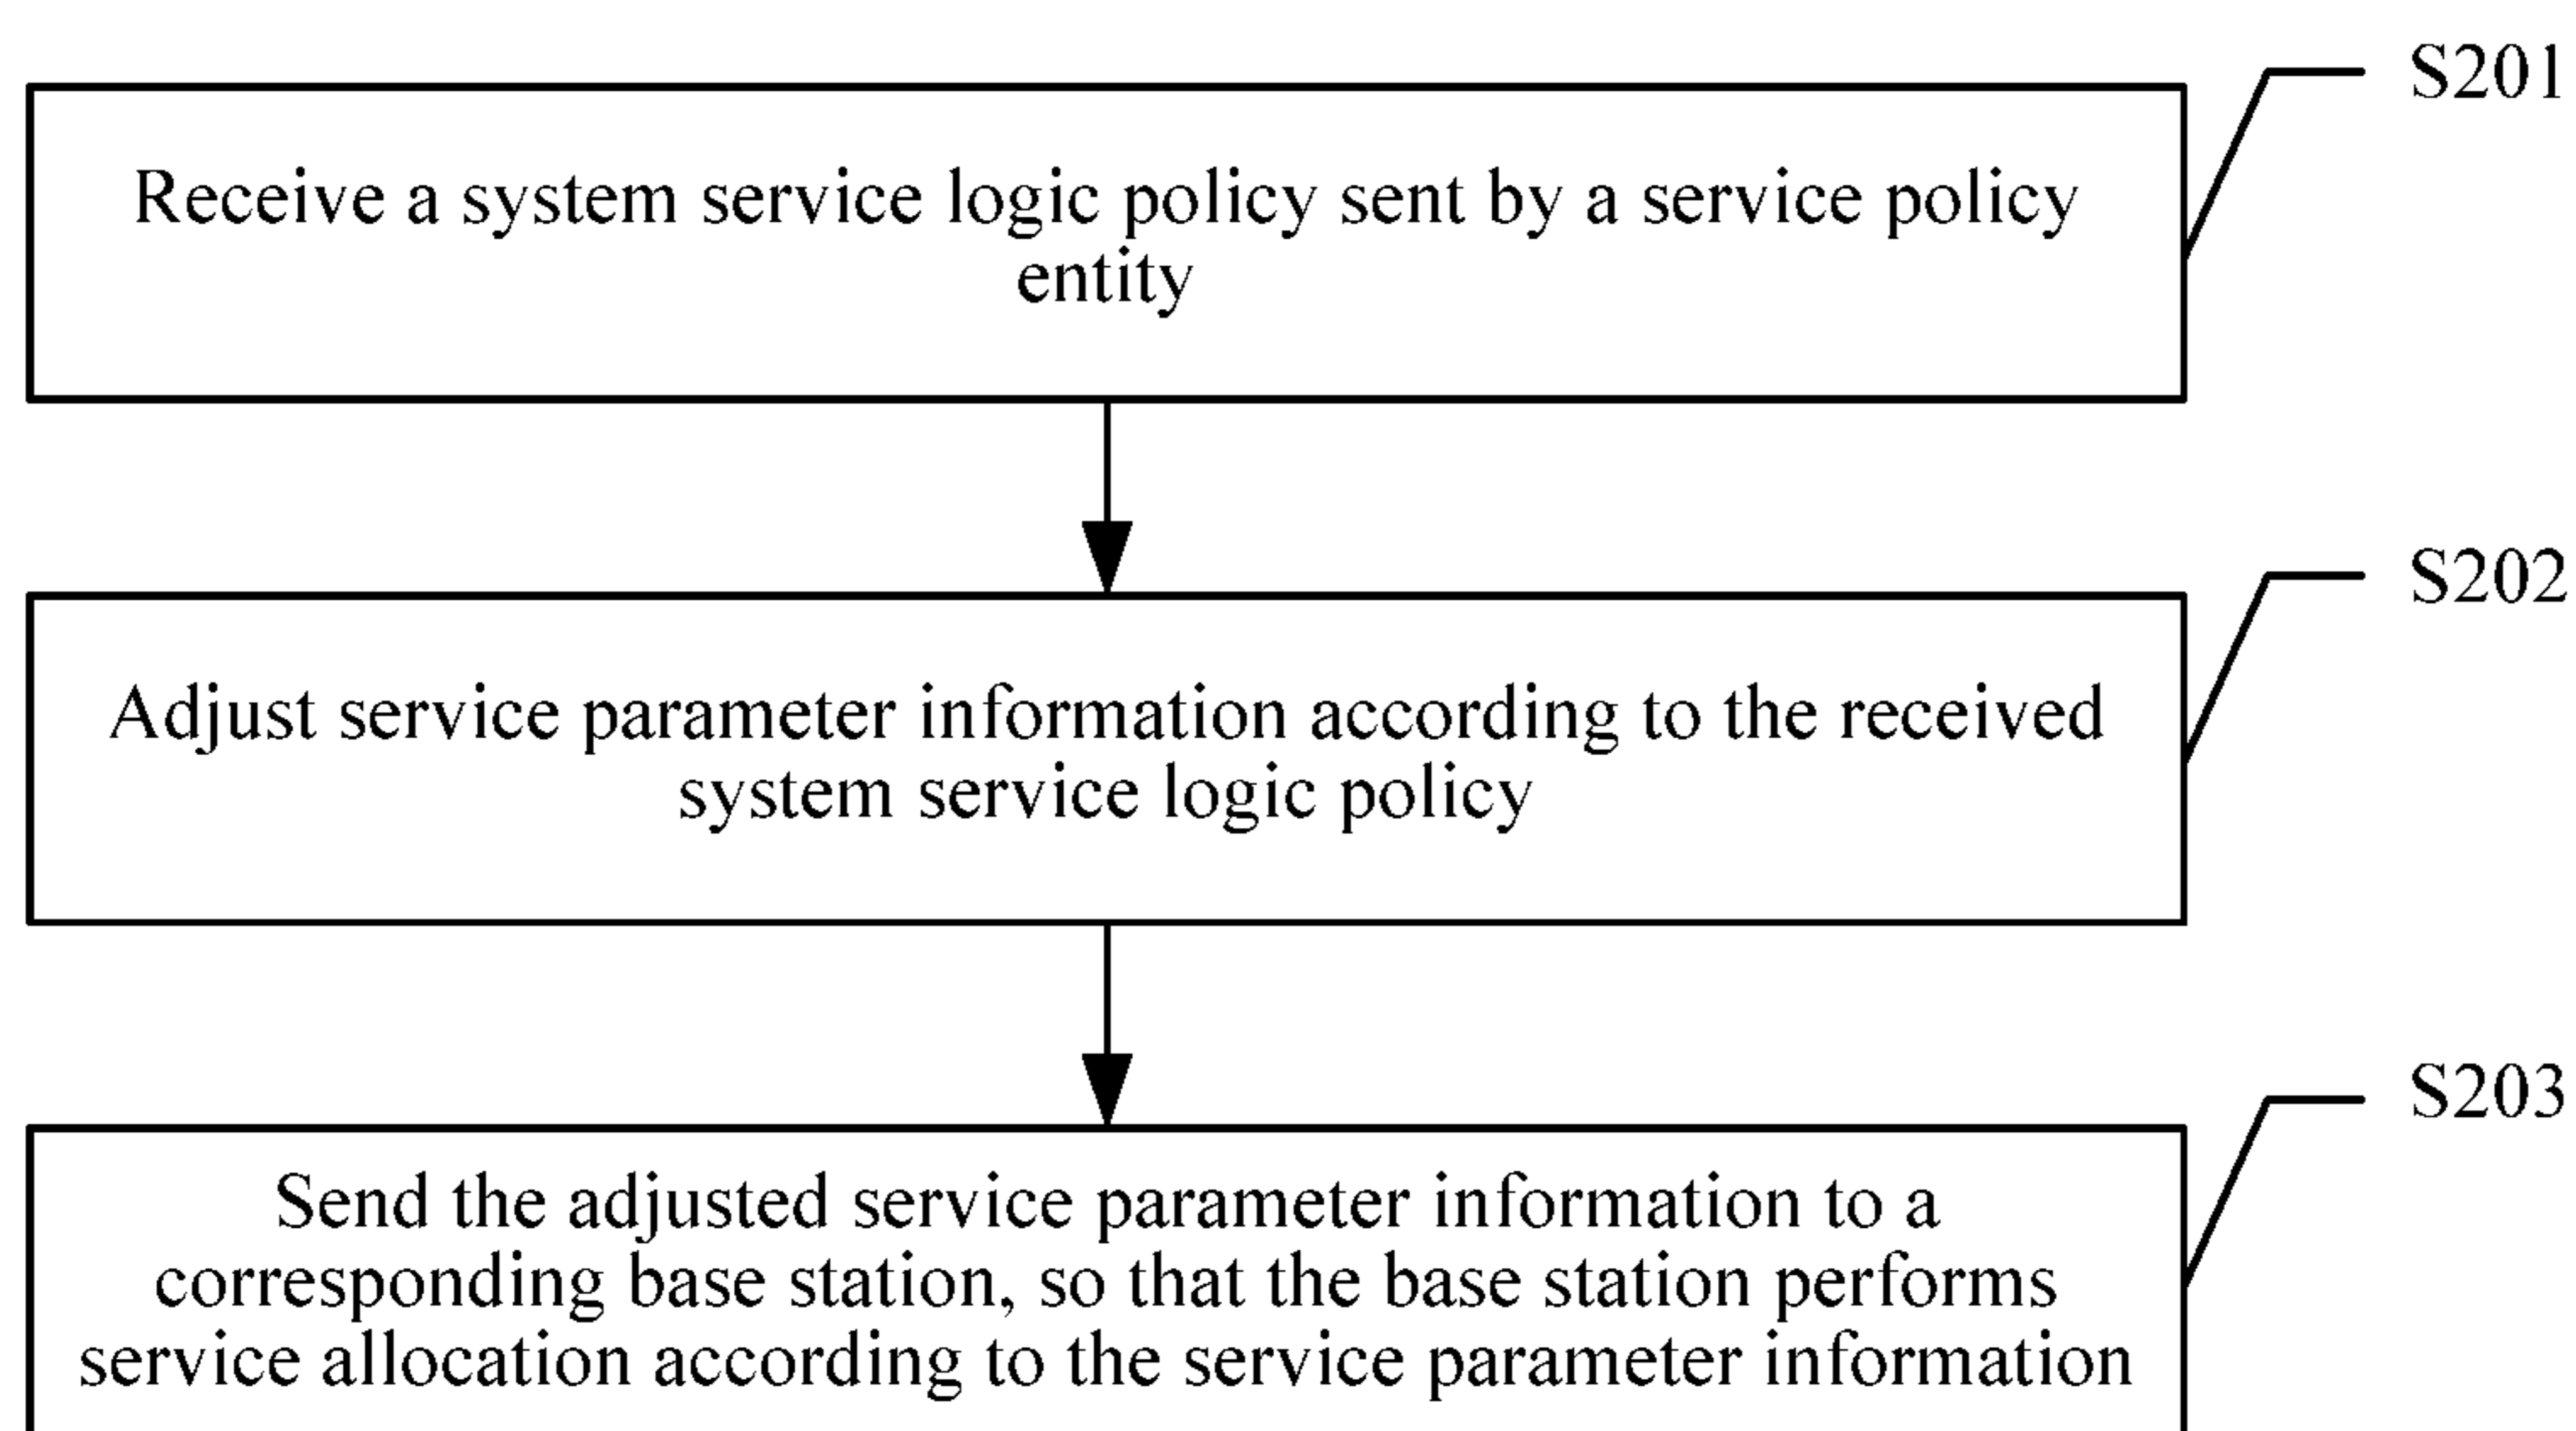 S201
Receive a system service logic policy sent by a service policy
entity
S202
Adjust service parameter information according to the received
system service logic policy
S203
Send the adjusted service parameter information to a
corresponding base station, so that the base station performs
service allocation according to the service parameter information